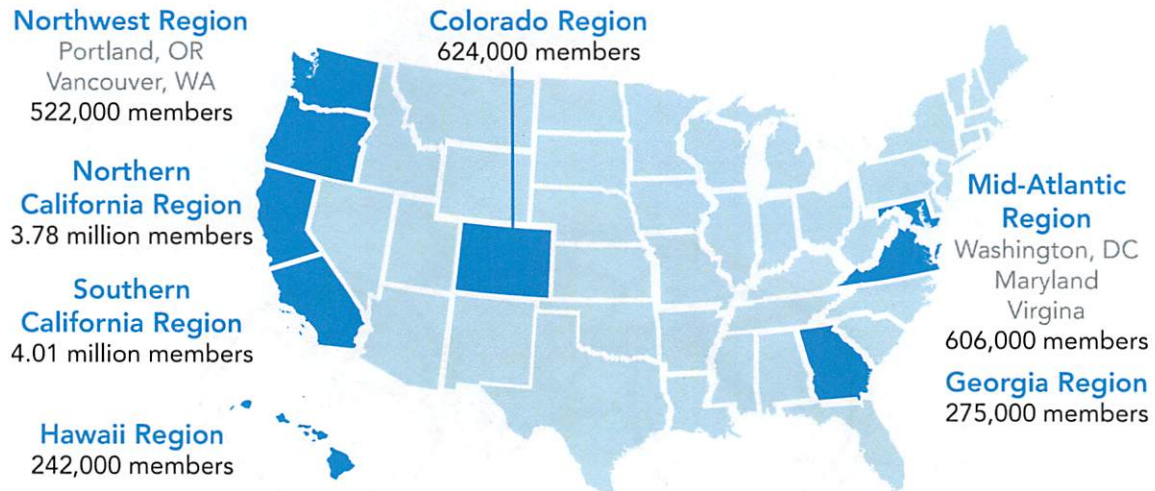 Northwest Region
Portland, OR
Vancouver, WA
522,000 members
Northern
California Region
3.78 million members
Southern
California Region
4.01 million members
Hawaii Region
242,000 members
Colorado Region
624,000 members
Mid-Atlantic
Region
Washington, DC
Maryland
Virgina
606,000 members
Georgia Region
275,000 members